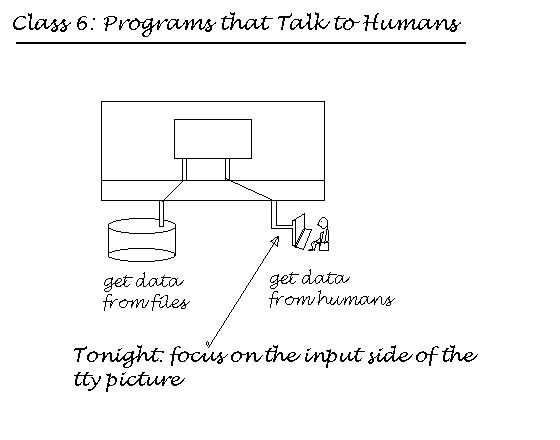 Class 6: Programs that Talk to Humans
get data
from files
get data
from humans
Tonight: focus on the input side of the
tty picture